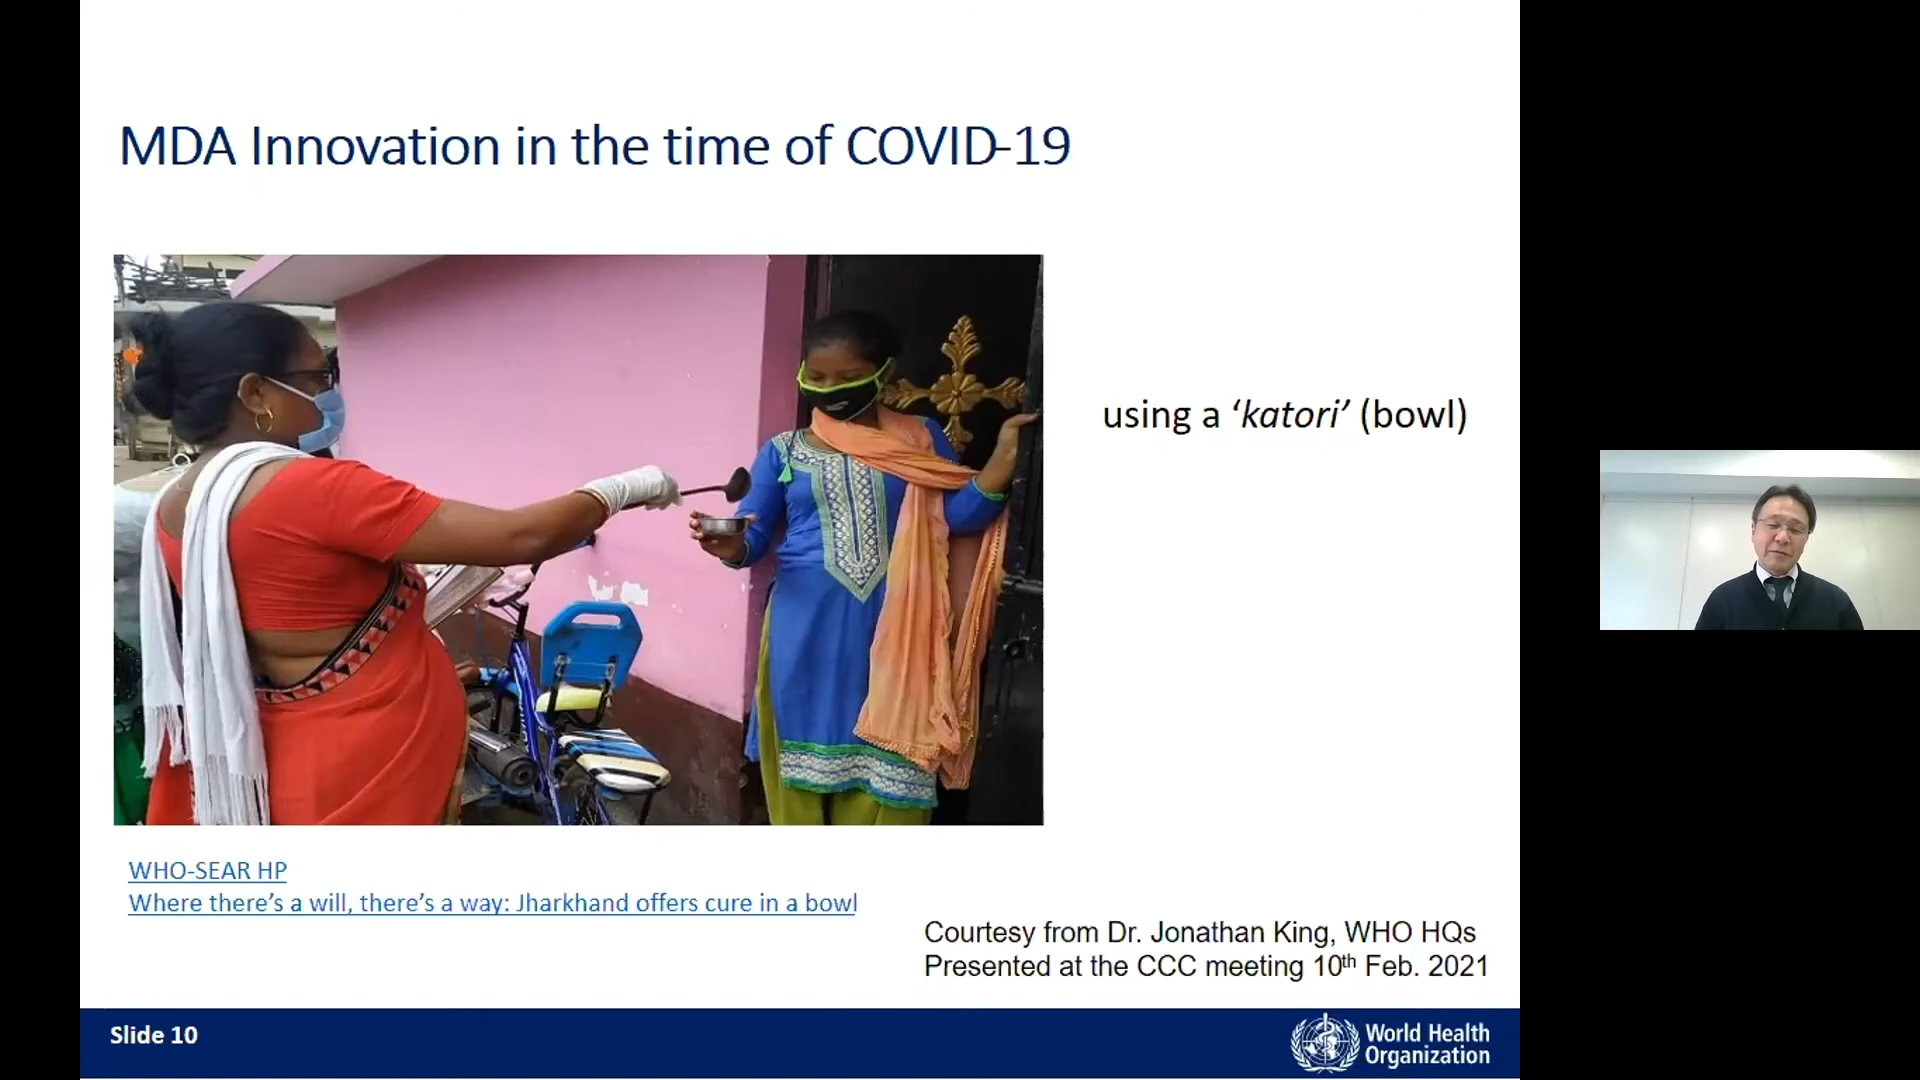 MDA Innovation in the time of COVID-19
using a ‘katori’ (bowl)
WHO-SEAR HP
Where there’s a will, there’s a way: Jharkhand offers cure in a bowl
Courtesy from Dr. Jonathan King, WHO HQs
Presented at the CCC meeting 10th Feb. 2021
Slide 10
World Health
Organization